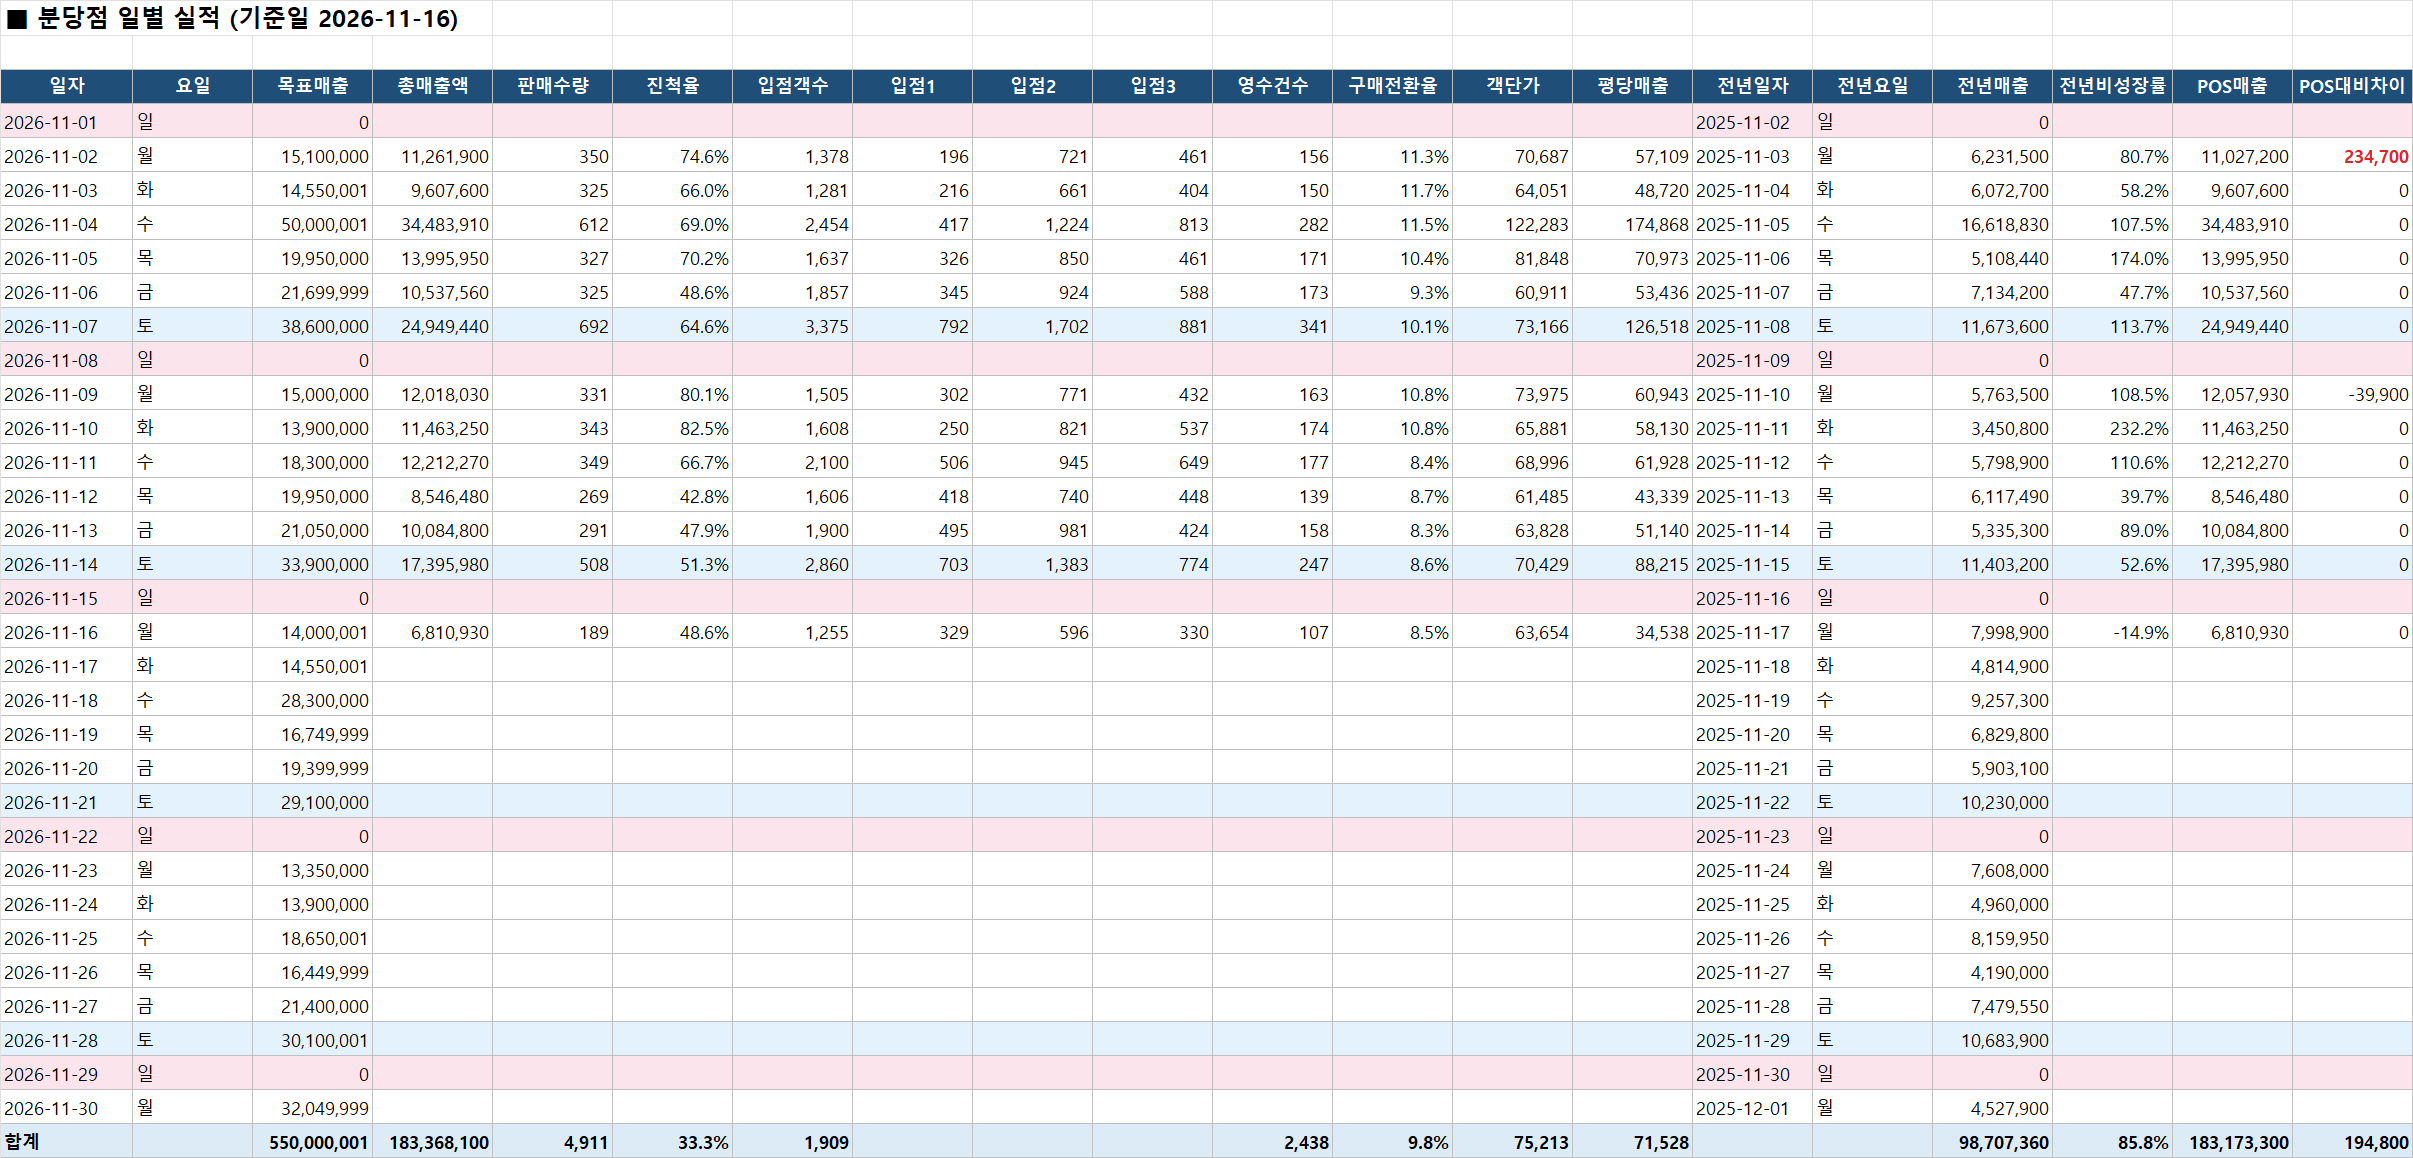 ■ 분당점 일별 실적 (기준일 2026-11-16)
일자 요일 목표매출 총매출액 판매수량 진척율 입점객수 입점1 입점2 입점3 영수건수 구매전환율 객단가 평당매출 전년일자 전년요일 전년매출 전년비성장률 POS매출 POS대비차이
2026-11-01 일 0 2025-11-02 일 0
2026-11-02 월 15,100,000 11,261,900 350 74.6% 1,378 196 721 461 156 11.3% 70,687 57,109 2025-11-03 월 6,231,500 80.7% 11,027,200 234,700
2026-11-03 화 14,550,001 9,607,600 325 66.0% 1,281 216 661 404 150 11.7% 64,051 48,720 2025-11-04 화 6,072,700 58.2% 9,607,600 0
2026-11-04 수 50,000,001 34,483,910 612 69.0% 2,454 417 1,224 813 282 11.5% 122,283 174,868 2025-11-05 수 16,618,830 107.5% 34,483,910 0
2026-11-05 목 19,950,000 13,995,950 327 70.2% 1,637 326 850 461 171 10.4% 81,848 70,973 2025-11-06 목 5,108,440 174.0% 13,995,950 0
2026-11-06 금 21,699,999 10,537,560 325 48.6% 1,857 345 924 588 173 9.3% 60,911 53,436 2025-11-07 금 7,134,200 47.7% 10,537,560 0
2026-11-07 토 38,600,000 24,949,440 692 64.6% 3,375 792 1,702 881 341 10.1% 73,166 126,518 2025-11-08 토 11,673,600 113.7% 24,949,440 0
2026-11-08 일 0 2025-11-09 일 0
2026-11-09 월 15,000,000 12,018,030 331 80.1% 1,505 302 771 432 163 10.8% 73,975 60,943 2025-11-10 월 5,763,500 108.5% 12,057,930 -39,900
2026-11-10 화 13,900,000 11,463,250 343 82.5% 1,608 250 821 537 174 10.8% 65,881 58,130 2025-11-11 화 3,450,800 232.2% 11,463,250 0
2026-11-11 수 18,300,000 12,212,270 349 66.7% 2,100 506 945 649 177 8.4% 68,996 61,928 2025-11-12 수 5,798,900 110.6% 12,212,270 0
2026-11-12 목 19,950,000 8,546,480 269 42.8% 1,606 418 740 448 139 8.7% 61,485 43,339 2025-11-13 목 6,117,490 39.7% 8,546,480 0
2026-11-13 금 21,050,000 10,084,800 291 47.9% 1,900 495 981 424 158 8.3% 63,828 51,140 2025-11-14 금 5,335,300 89.0% 10,084,800 0
2026-11-14 토 33,900,000 17,395,980 508 51.3% 2,860 703 1,383 774 247 8.6% 70,429 88,215 2025-11-15 토 11,403,200 52.6% 17,395,980 0
2026-11-15 일 0 2025-11-16 일 0
2026-11-16 월 14,000,001 6,810,930 189 48.6% 1,255 329 596 330 107 8.5% 63,654 34,538 2025-11-17 월 7,998,900 -14.9% 6,810,930 0
2026-11-17 화 14,550,001 2025-11-18 화 4,814,900
2026-11-18 수 28,300,000 2025-11-19 수 9,257,300
2026-11-19 목 16,749,999 2025-11-20 목 6,829,800
2026-11-20 금 19,399,999 2025-11-21 금 5,903,100
2026-11-21 토 29,100,000 2025-11-22 토 10,230,000
2026-11-22 일 0 2025-11-23 일 0
2026-11-23 월 13,350,000 2025-11-24 월 7,608,000
2026-11-24 화 13,900,000 2025-11-25 화 4,960,000
2026-11-25 수 18,650,001 2025-11-26 수 8,159,950
2026-11-26 목 16,449,999 2025-11-27 목 4,190,000
2026-11-27 금 21,400,000 2025-11-28 금 7,479,550
2026-11-28 토 30,100,001 2025-11-29 토 10,683,900
2026-11-29 일 0 2025-11-30 일 0
2026-11-30 월 32,049,999 2025-12-01 월 4,527,900
합계 550,000,001 183,368,100 4,911 33.3% 1,909 2,438 9.8% 75,213 71,528 98,707,360 85.8% 183,173,300 194,800